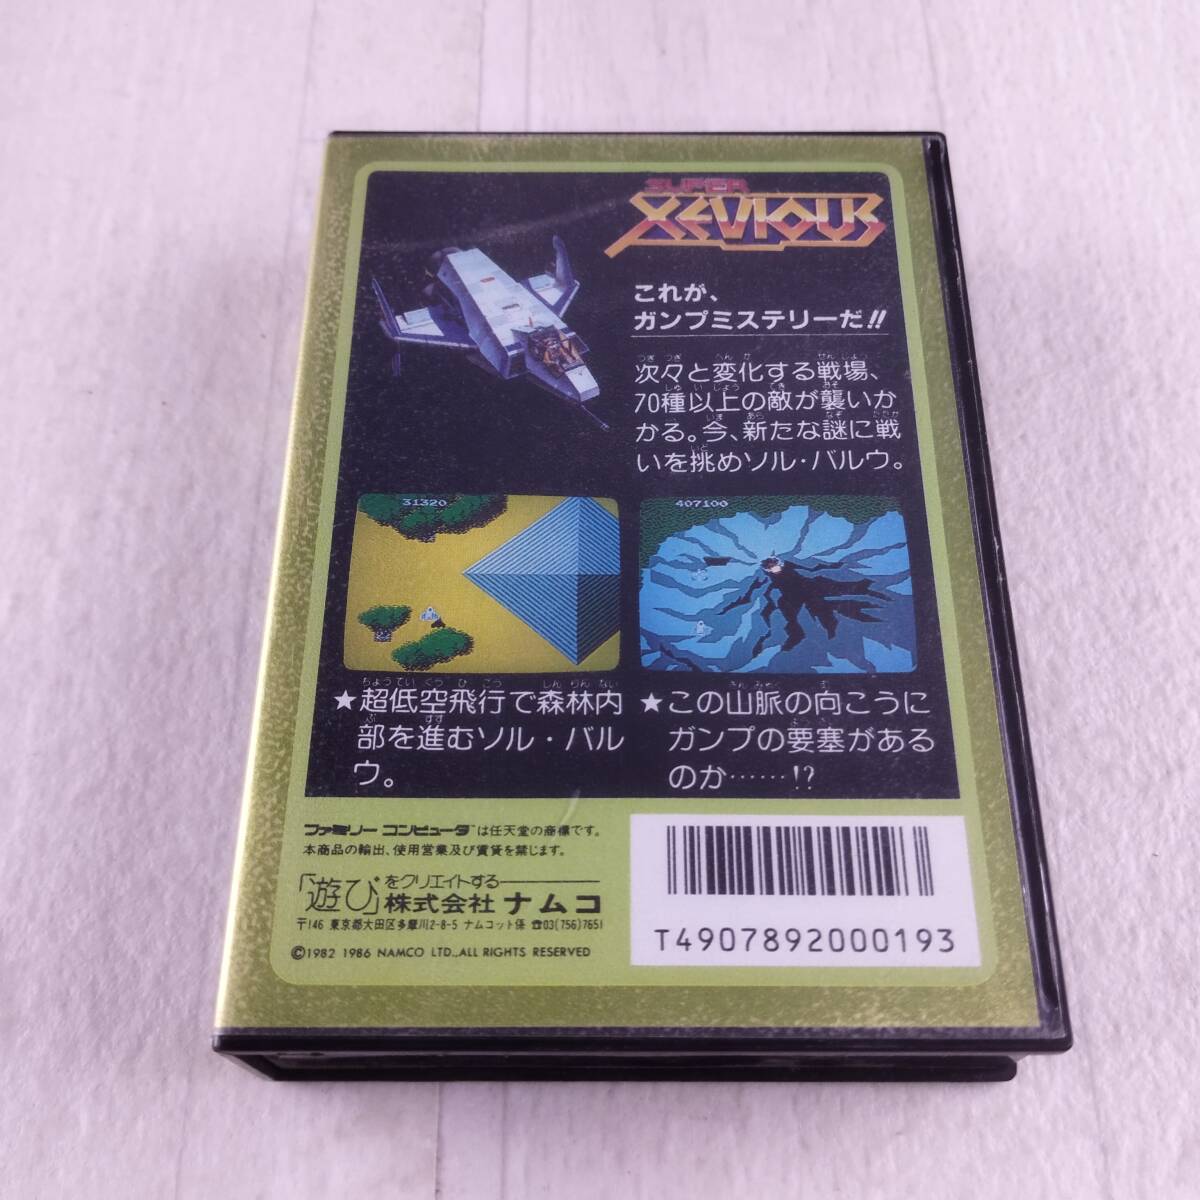 SUPER
XEVIOUS
これが、
ガンプミステリーだ!!
次々と変化する戦場、
70種以上の敵が襲いか
かる。今、新たな謎に戦
いを挑めソル・バルウ。
31320
407100
★超低空飛行で森林内
部を進むソル・バル
ウ。
★この山脈の向こうに
ガンプの要塞がある
のか……!?
ファミリーコンピュータ™は任天堂の商標です。
本商品の輸出、使用営業及び賃貸を禁じます。
「遊び」をクリエイトする
株式会社ナムコ
〒146 東京都大田区多摩川2-8-5 ナムコット係 ☎03(756)7651
©1982 1986 NAMCO LTD.,ALL RIGHTS RESERVED
T4907892000193